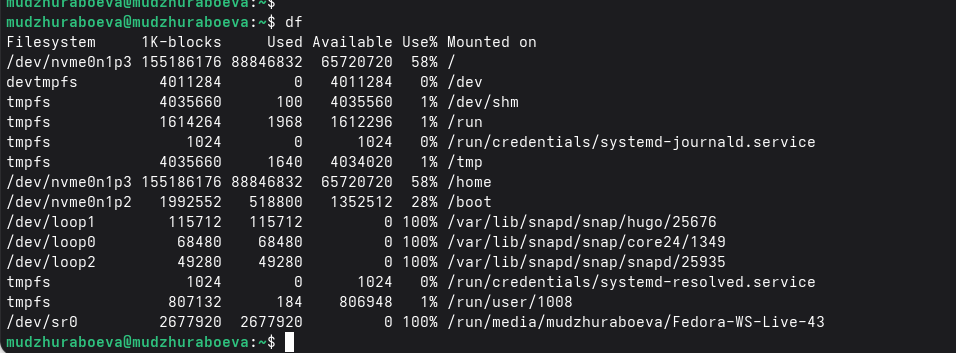 mudzhuraboeva@mudzhuraboeva:~$
mudzhuraboeva@mudzhuraboeva:~$ df
Filesystem     1K-blocks     Used Available Use% Mounted on
/dev/nvme0n1p3 155186176 88846832  65720720  58% /
devtmpfs         4011284        0   4011284   0% /dev
tmpfs            4035660      100   4035560   1% /dev/shm
tmpfs            1614264     1968   1612296   1% /run
tmpfs               1024        0      1024   0% /run/credentials/systemd-journald.service
tmpfs            4035660     1640   4034020   1% /tmp
/dev/nvme0n1p3 155186176 88846832  65720720  58% /home
/dev/nvme0n1p2   1992552   518800   1352512  28% /boot
/dev/loop1        115712   115712         0 100% /var/lib/snapd/snap/hugo/25676
/dev/loop0         68480    68480         0 100% /var/lib/snapd/snap/core24/1349
/dev/loop2         49280    49280         0 100% /var/lib/snapd/snap/snapd/25935
tmpfs               1024        0      1024   0% /run/credentials/systemd-resolved.service
tmpfs             807132      184    806948   1% /run/user/1008
/dev/sr0         2677920  2677920         0 100% /run/media/mudzhuraboeva/Fedora-WS-Live-43
mudzhuraboeva@mudzhuraboeva:~$